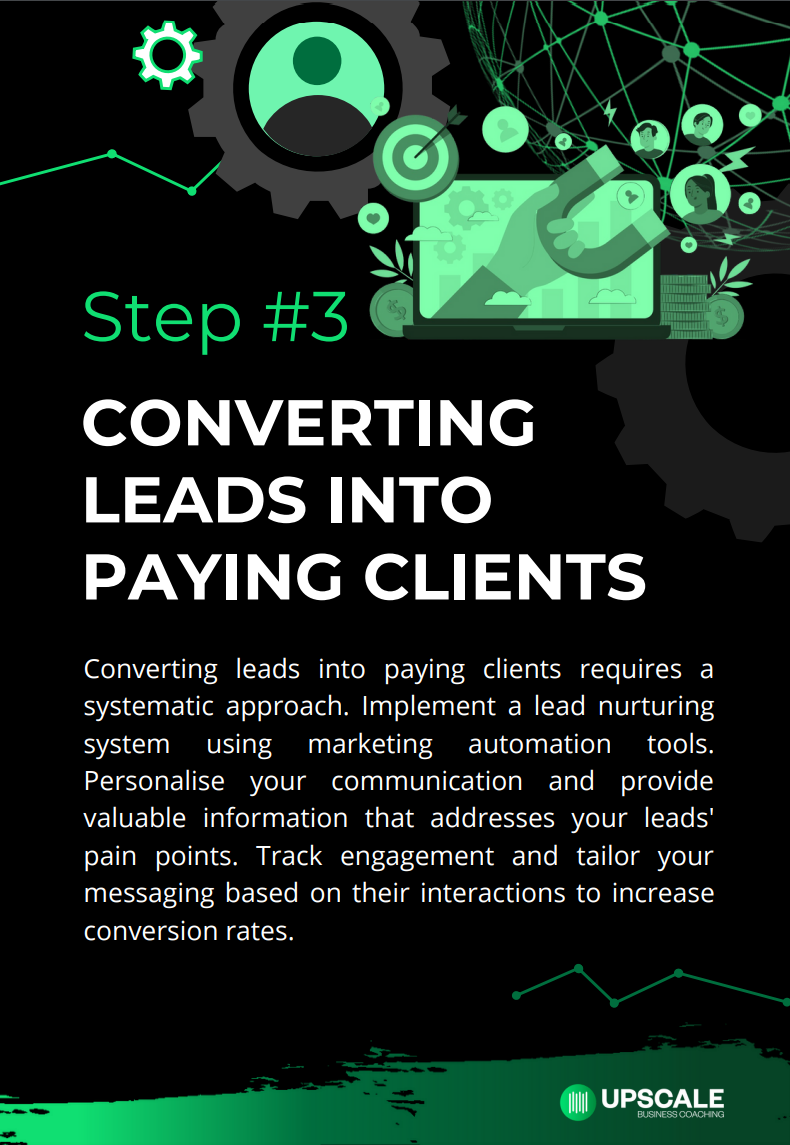 Step #3
CONVERTING
LEADS INTO
PAYING CLIENTS
Converting leads into paying clients requires a
systematic approach. Implement a lead nurturing
system using marketing automation tools.
Personalise your communication and provide
valuable information that addresses your leads'
pain points. Track engagement and tailor your
messaging based on their interactions to increase
conversion rates.
UPSCALE
BUSINESS COACHING